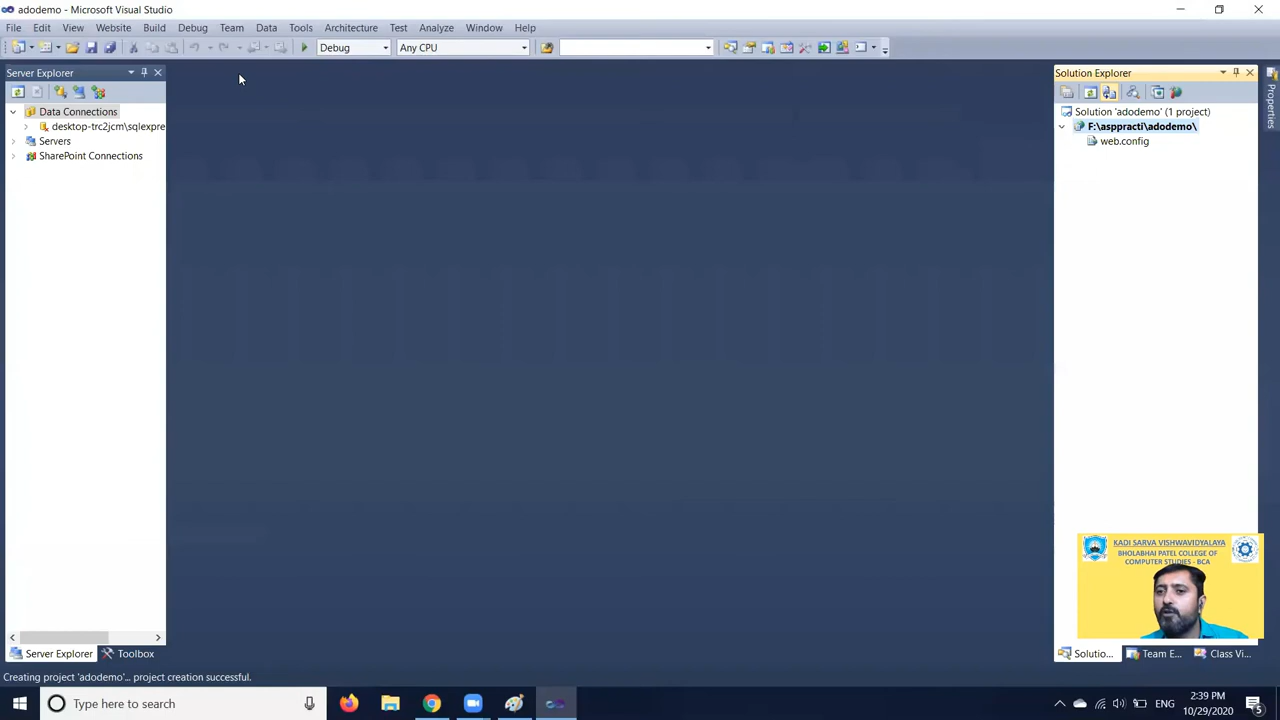 adodemo - Microsoft Visual Studio
File Edit View Website Build Debug Team Data Tools Architecture Test Analyze Window Help
Debug Any CPU
Server Explorer
Data Connections
desktop-trc2jcm\sqlexpre
Servers
SharePoint Connections
Solution Explorer
Solution 'adodemo' (1 project)
F:\asppracti\adodemo\
web.config
Properties
KADI SARVA VISHWAVIDYALAYA
BHOLABHAI PATEL COLLEGE OF
COMPUTER STUDIES - BCA
Server Explorer Toolbox
Solutio... Team E... Class Vi...
Creating project 'adodemo'... project creation successful.
Type here to search
ENG
2:39 PM
10/29/2020
5